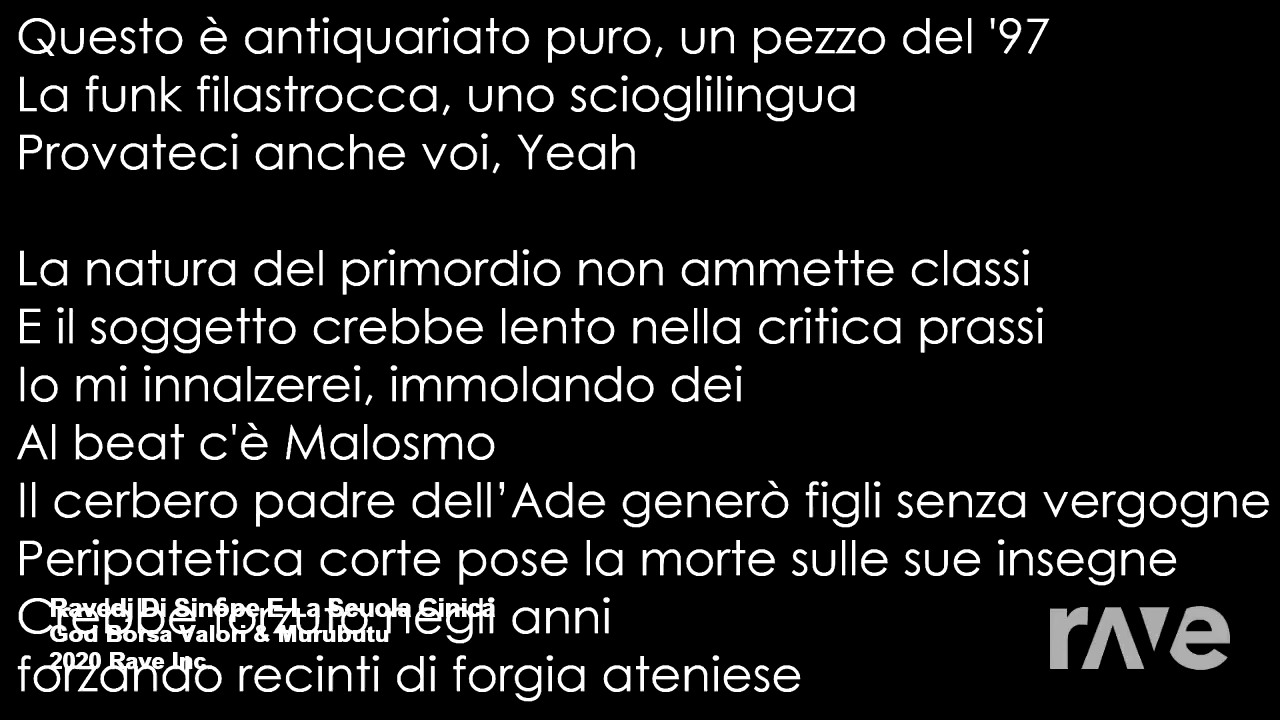 Questo è antiquariato puro, un pezzo del '97
La funk filastrocca, uno scioglilingua
Provateci anche voi, Yeah
La natura del primordio non ammette classi
E il soggetto crebbe lento nella critica prassi
Io mi innalzerei, immolando dei
Al beat c'è Malosmo
Il cerbero padre dell’Ade generò figli senza vergogne
Peripatetica corte pose la morte sulle sue insegne
Crebbe forzuto negli anni
forzando recinti di forgia ateniese
Di Sinope E La Scuola Cinica
God Borsa Valori & Murubutu
2020 Rave Inc
rave